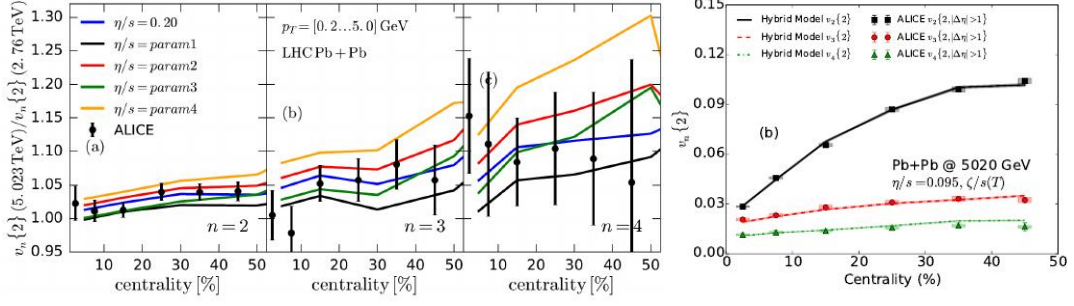 v_n{2} (5.023 TeV)/v_n{2} (2.76 TeV)
1.30
1.25
1.20
1.15
1.10
1.05
1.00
0.95
η/s = 0.20
η/s = param1
η/s = param2
η/s = param3
η/s = param4
ALICE
(a)
n = 2
0 10 20 30 40 50
centrality [%]
p_T = [0.2...5.0] GeV
LHC Pb + Pb
(b)
n = 3
0 10 20 30 40 50
centrality [%]
(c)
n = 4
0 10 20 30 40 50
centrality [%]
v_n{2}
0.15
0.12
0.09
0.06
0.03
0.00
Hybrid Model v_2{2}
Hybrid Model v_3{2}
Hybrid Model v_4{2}
ALICE v_2{2,|Δη|>1}
ALICE v_3{2,|Δη|>1}
ALICE v_4{2,|Δη|>1}
(b)
Pb+Pb @ 5020 GeV
η/s = 0.095, ζ/s(T)
0 10 20 30 40 50
Centrality (%)